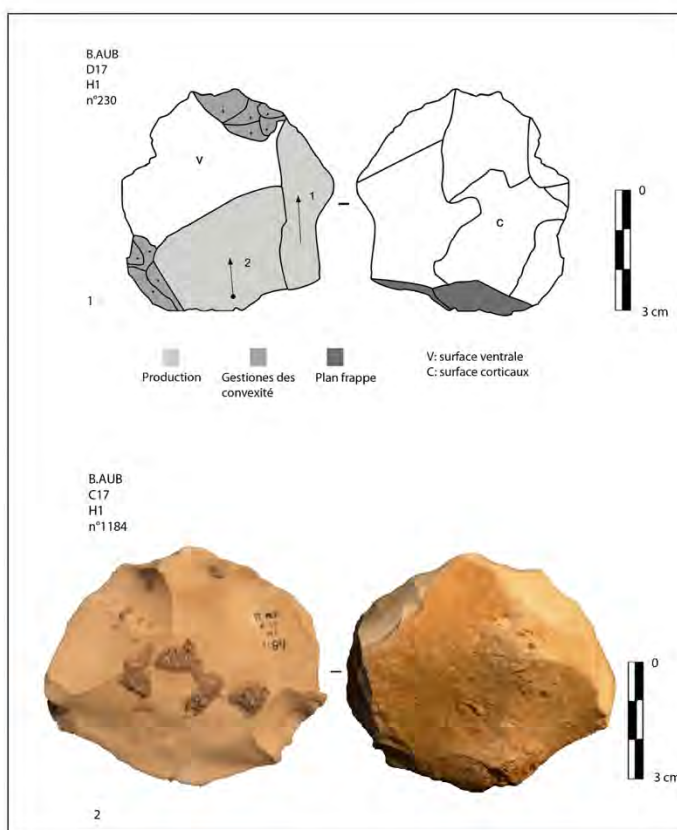 B.AUB
D17
H1
n°230
V
1
2
C
0
3 cm
1
Production
Gestiones des
convexité
Plan frappe
V: surface ventrale
C: surface corticaux
B.AUB
C17
H1
n°1184
0
3 cm
2